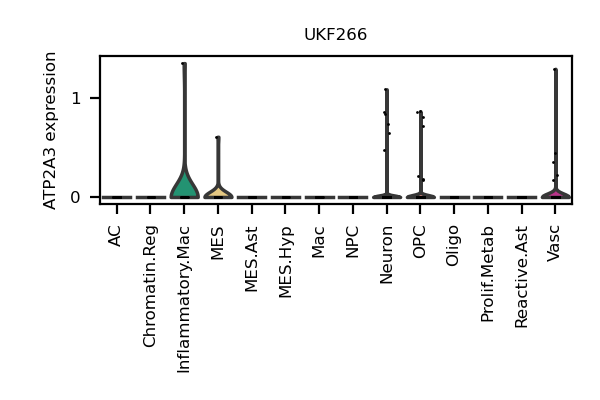 UKF266
ATP2A3 expression
1
0
AC
Chromatin.Reg
Inflammatory.Mac
MES
MES.Ast
MES.Hyp
Mac
NPC
Neuron
OPC
Oligo
Prolif.Metab
Reactive.Ast
Vasc